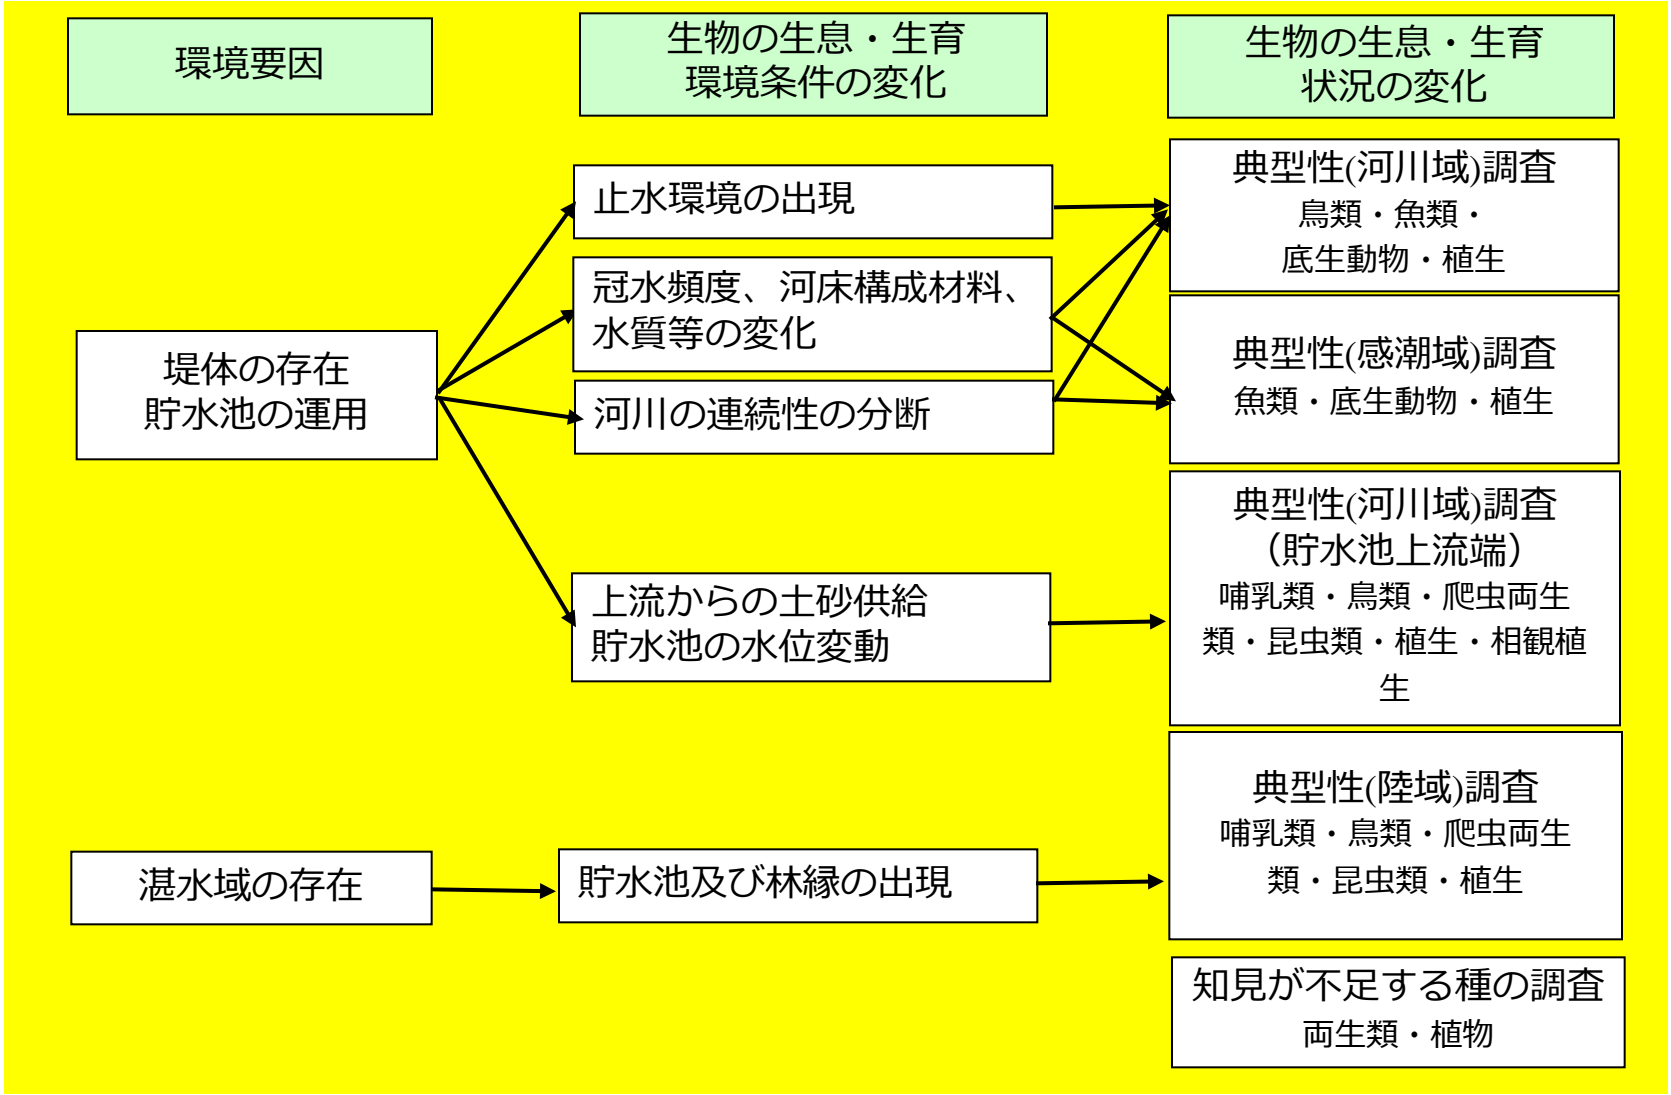 環境要因
生物の生息・生育
環境条件の変化
生物の生息・生育
状況の変化
堤体の存在
貯水池の運用
湛水域の存在
止水環境の出現
冠水頻度、河床構成材料、
水質等の変化
河川の連続性の分断
上流からの土砂供給
貯水池の水位変動
貯水池及び林縁の出現
典型性(河川域)調査
鳥類・魚類・
底生動物・植生
典型性(感潮域)調査
魚類・底生動物・植生
典型性(河川域)調査
（貯水池上流端）
哺乳類・鳥類・爬虫両生
類・昆虫類・植生・相観植
生
典型性(陸域)調査
哺乳類・鳥類・爬虫両生
類・昆虫類・植生
知見が不足する種の調査
両生類・植物